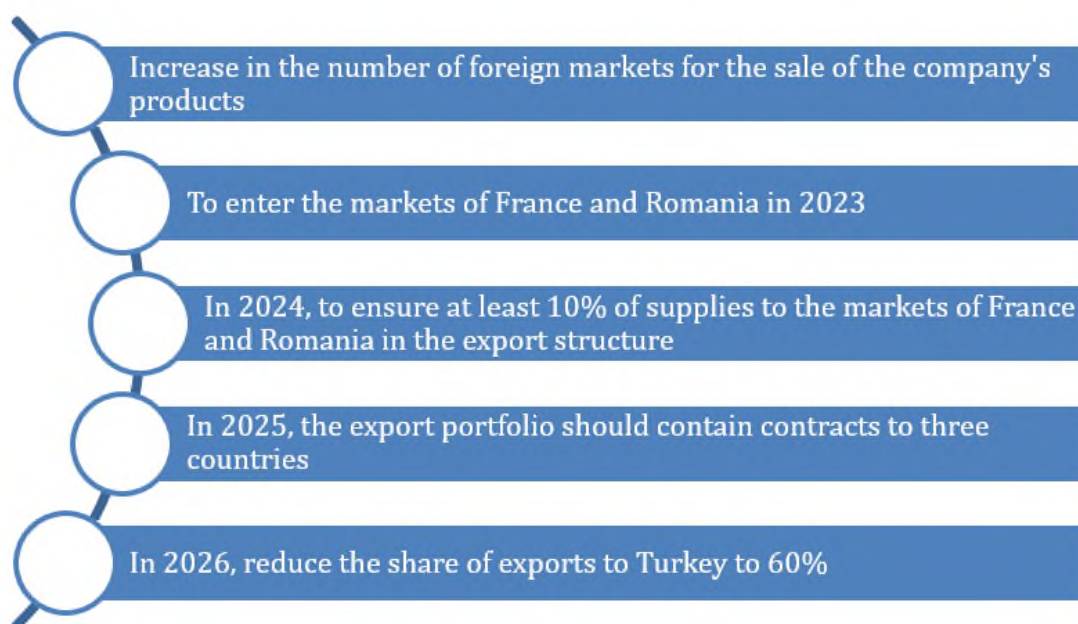 Increase in the number of foreign markets for the sale of the company's
products
To enter the markets of France and Romania in 2023
In 2024, to ensure at least 10% of supplies to the markets of France
and Romania in the export structure
In 2025, the export portfolio should contain contracts to three
countries
In 2026, reduce the share of exports to Turkey to 60%